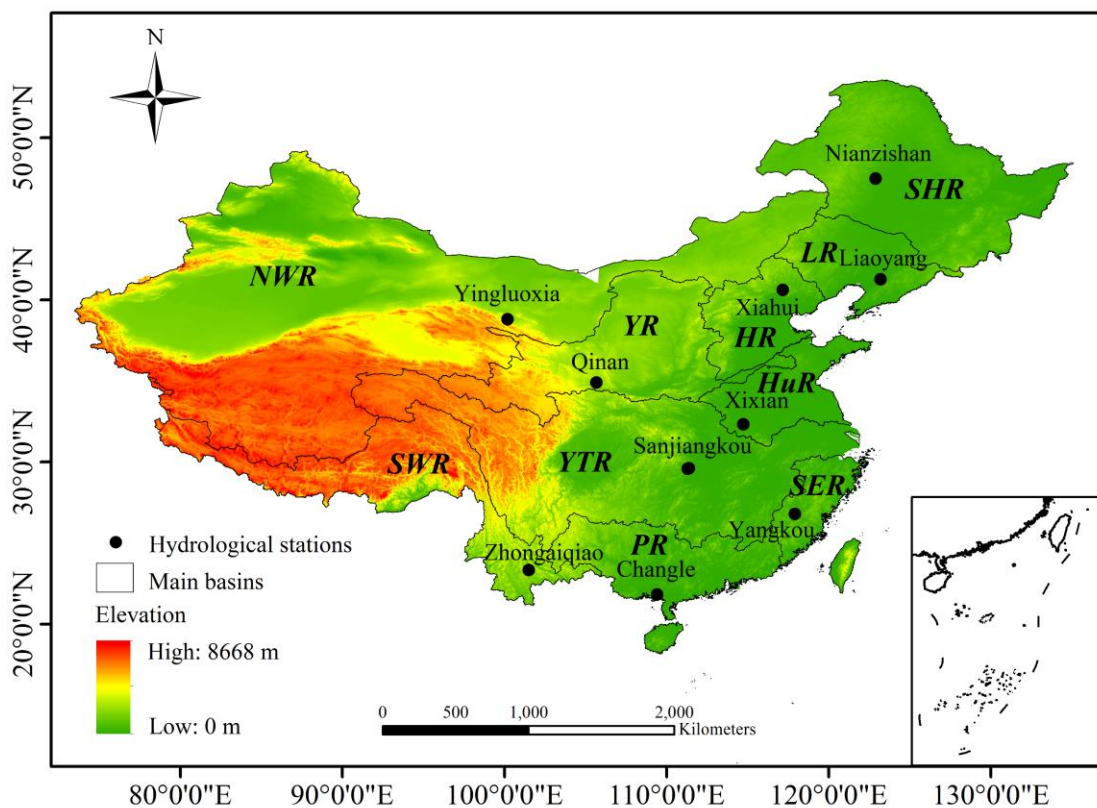 N
50°0'0"N
40°0'0"N
30°0'0"N
20°0'0"N
Nianzishan
SHR
LR
Liaoyang
NWR
Yingluoxia
YR
Xiahui
HR
Qinan
HuR
Xixian
Sanjiangkou
YTR
SWR
SER
Yangkou
PR
Zhongaiqiao
Changle
Hydrological stations
Main basins
Elevation
High: 8668 m
Low: 0 m
0 500 1,000 2,000
Kilometers
80°0'0"E 90°0'0"E 100°0'0"E 110°0'0"E 120°0'0"E 130°0'0"E